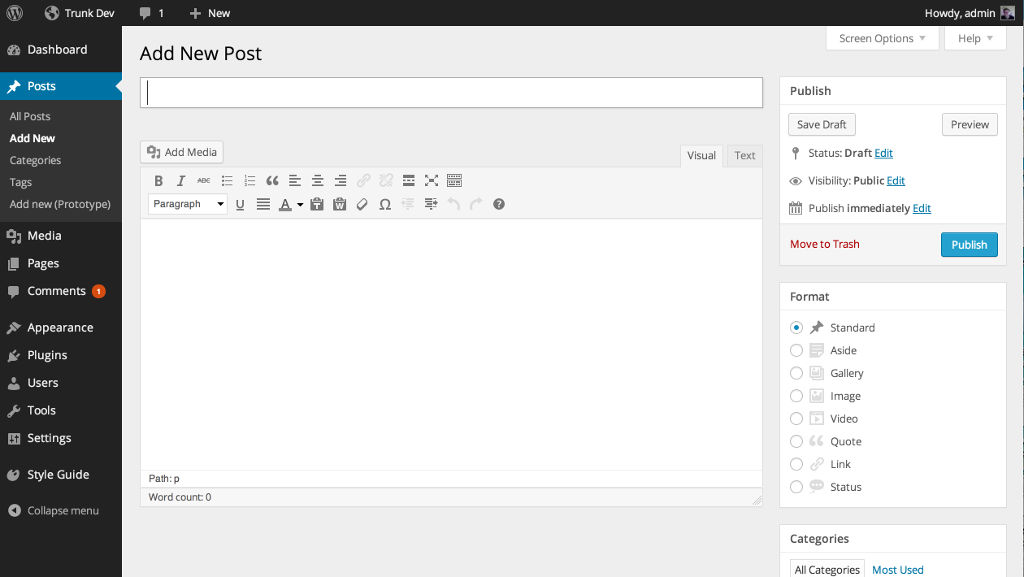 Trunk Dev 1 New Howdy, admin
Dashboard
Posts
All Posts
Add New
Categories
Tags
Add new (Prototype)
Media
Pages
Comments 1
Appearance
Plugins
Users
Tools
Settings
Style Guide
Collapse menu
Screen Options Help
Add New Post
Add Media
Visual Text
B I ABC
Paragraph U A T W Ω ?
Path: p
Word count: 0
Publish
Save Draft Preview
Status: Draft Edit
Visibility: Public Edit
Publish immediately Edit
Move to Trash Publish
Format
Standard
Aside
Gallery
Image
Video
Quote
Link
Status
Categories
All Categories Most Used